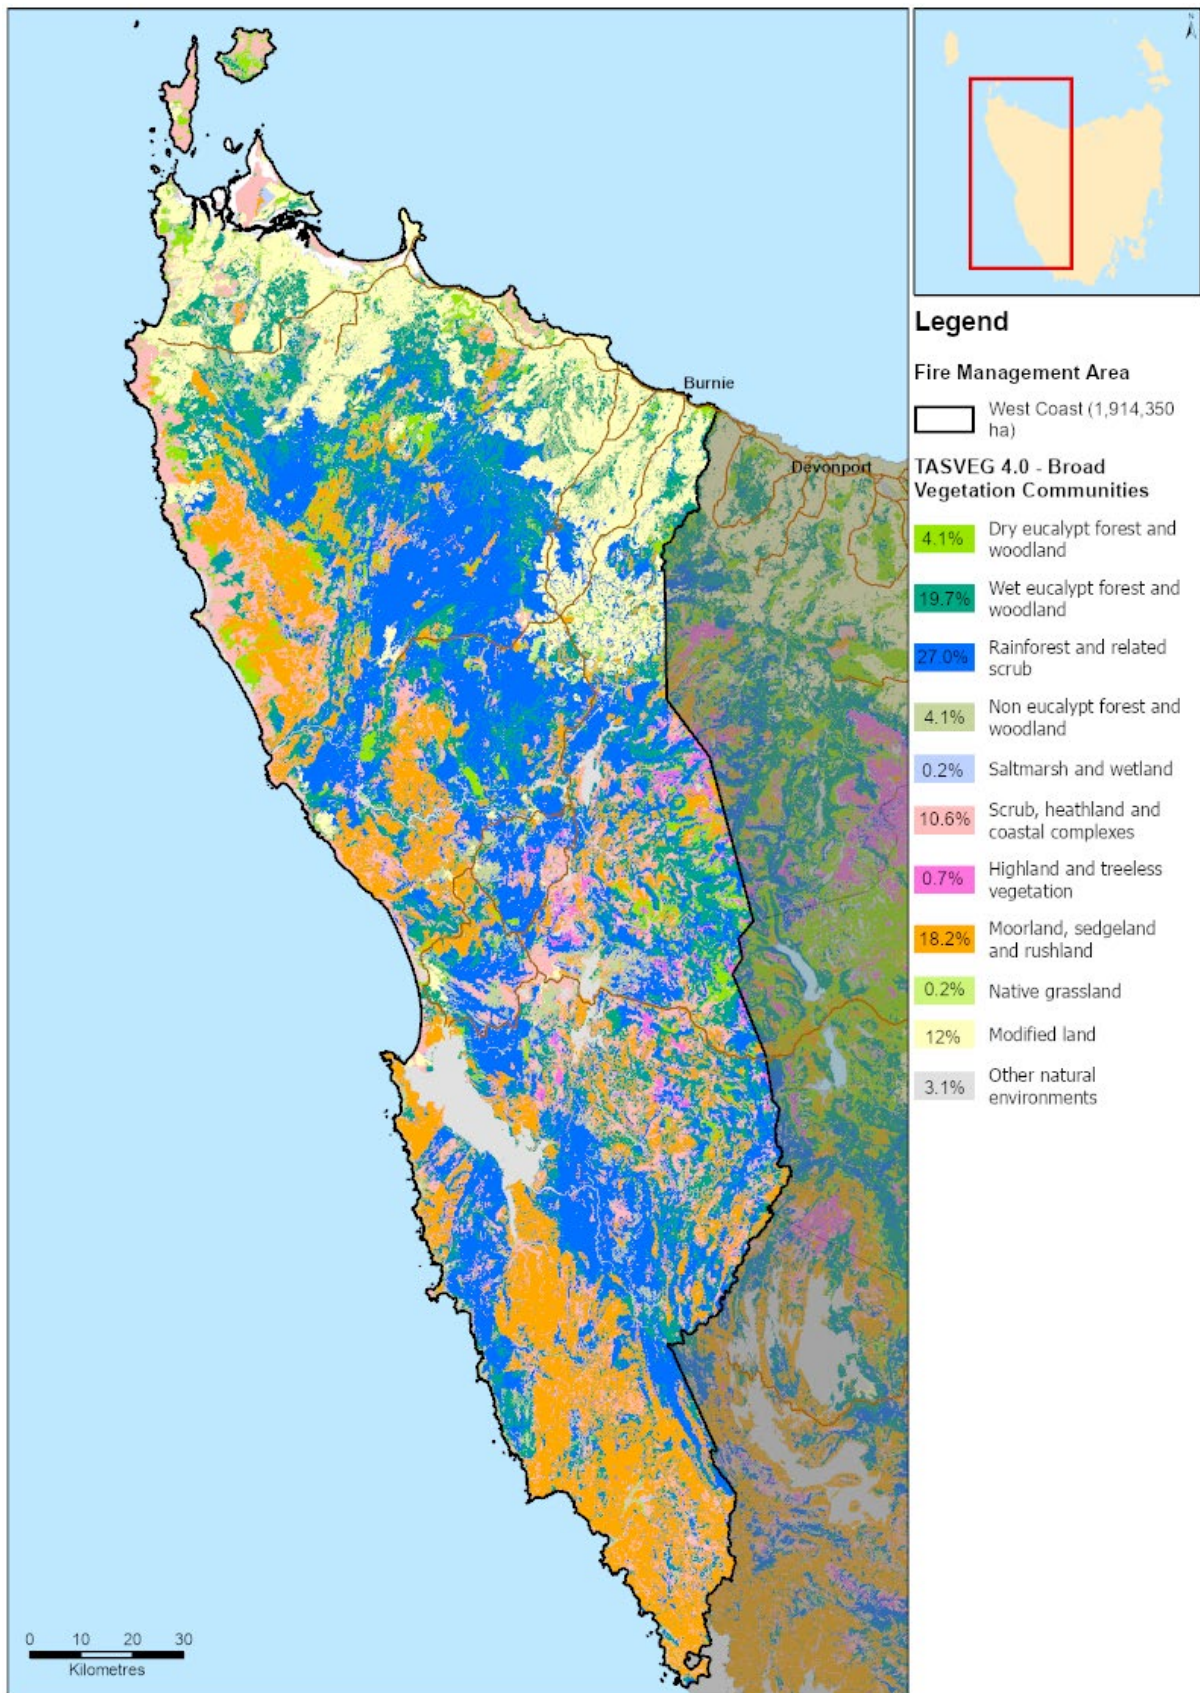 N
Burnie
Devonport
0 10 20 30
Kilometres
Legend
Fire Management Area
West Coast (1,914,350
ha)
TASVEG 4.0 - Broad
Vegetation Communities
4.1% Dry eucalypt forest and
woodland
19.7% Wet eucalypt forest and
woodland
27.0% Rainforest and related
scrub
4.1% Non eucalypt forest and
woodland
0.2% Saltmarsh and wetland
10.6% Scrub, heathland and
coastal complexes
0.7% Highland and treeless
vegetation
18.2% Moorland, sedgeland
and rushland
0.2% Native grassland
12% Modified land
3.1% Other natural
environments